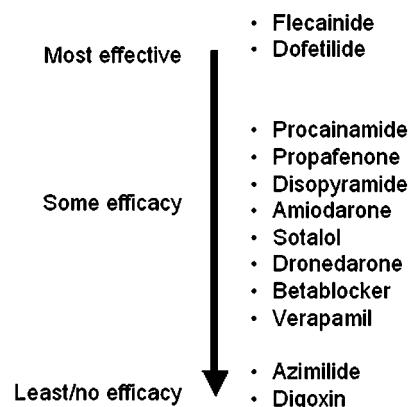 • Flecainide
Most effective
• Dofetilide
• Procainamide
• Propafenone
• Disopyramide
Some efficacy
• Amiodarone
• Sotalol
• Dronedarone
• Betablocker
• Verapamil
• Azimilide
Least/no efficacy
• Digoxin